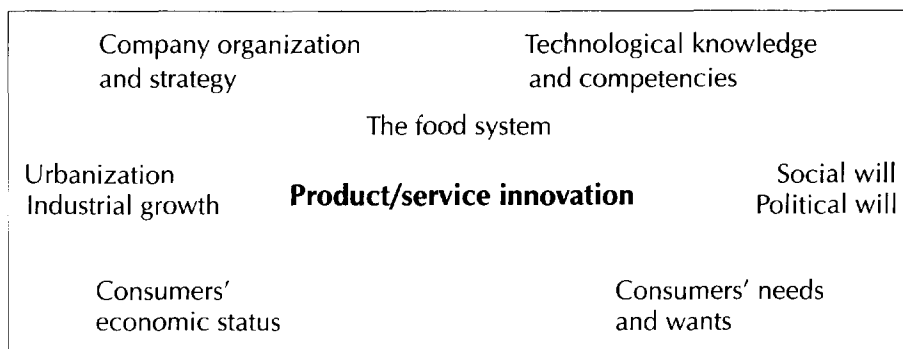 Company organization
and strategy
Technological knowledge
and competencies
The food system
Urbanization
Industrial growth
Product/service innovation
Social will
Political will
Consumers'
economic status
Consumers' needs
and wants